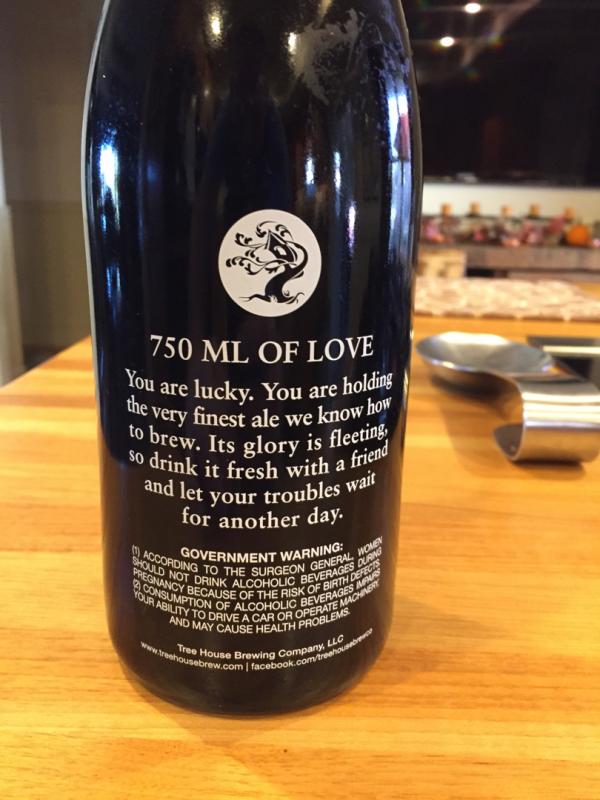 750 ML OF LOVE
You are lucky. You are holding
the very finest ale we know how
to brew. Its glory is fleeting,
so drink it fresh with a friend
and let your troubles wait
for another day.
GOVERNMENT WARNING:
(1) ACCORDING TO THE SURGEON GENERAL, WOMEN
SHOULD NOT DRINK ALCOHOLIC BEVERAGES DURING
PREGNANCY BECAUSE OF THE RISK OF BIRTH DEFECTS.
(2) CONSUMPTION OF ALCOHOLIC BEVERAGES IMPAIRS
YOUR ABILITY TO DRIVE A CAR OR OPERATE MACHINERY,
AND MAY CAUSE HEALTH PROBLEMS.
Tree House Brewing Company, LLC
www.treehousebrew.com | facebook.com/treehousebrewco